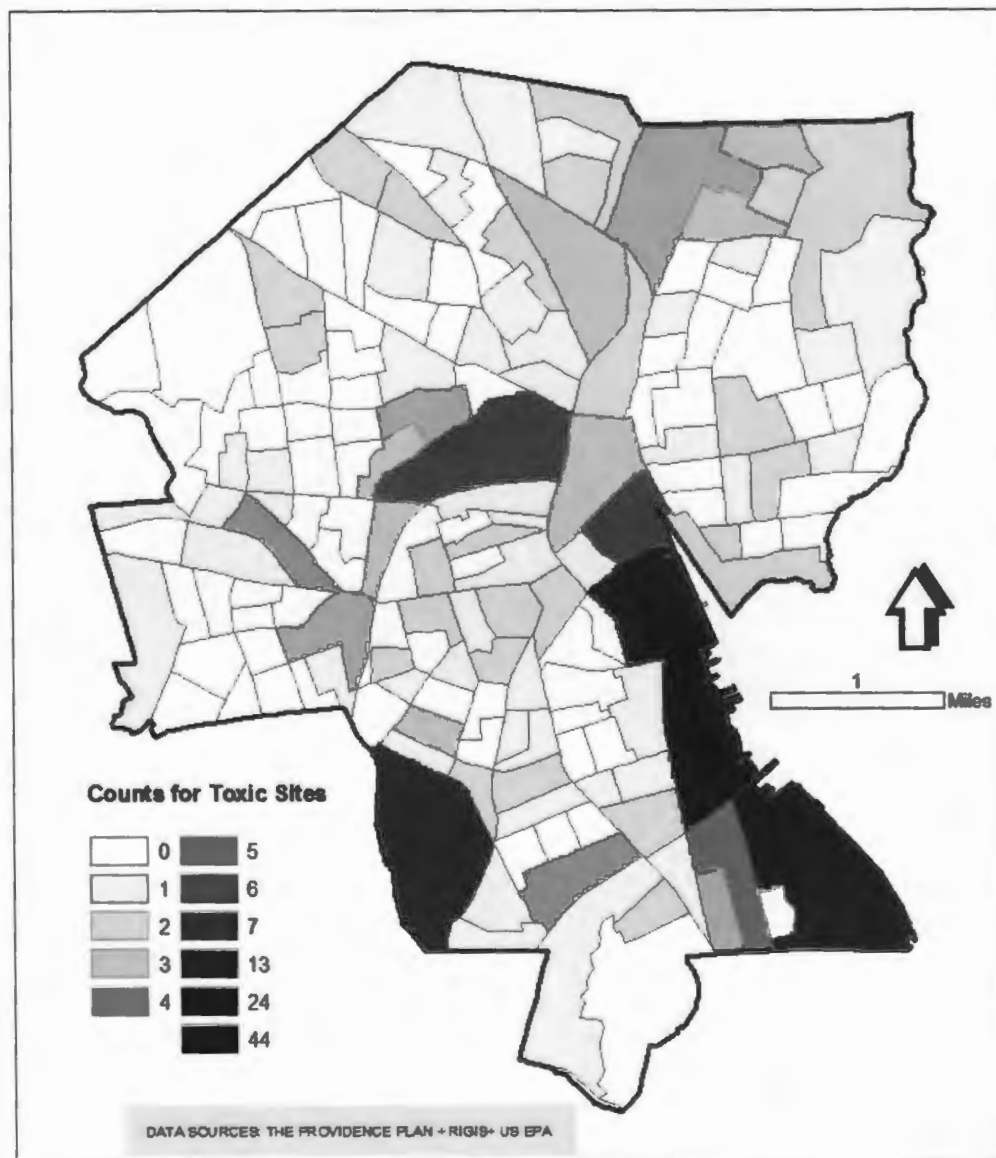 1
Miles
Counts for Toxic Sites
0 5
1 6
2 7
3 13
4 24
44
DATA SOURCES: THE PROVIDENCE PLAN + RIGIS+ US EPA